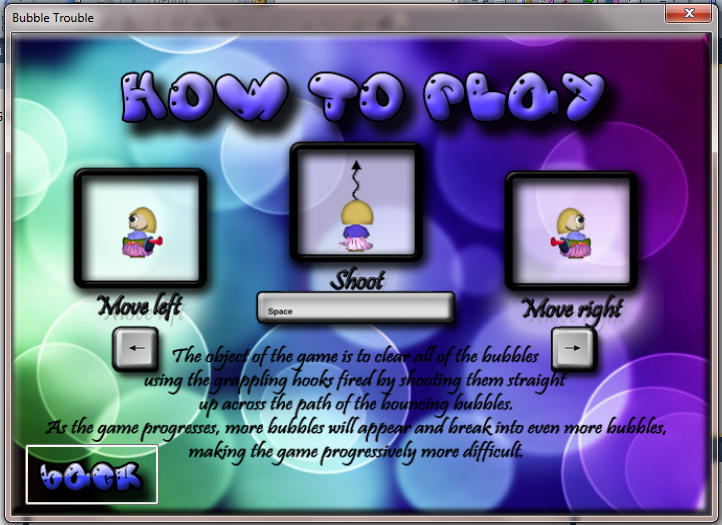 Bubble Trouble
HOW TO PLAY
Shoot
Move left
Space
Move right
←
→
The object of the game is to clear all of the bubbles
using the grappling hooks fired by shooting them straight
up across the path of the bouncing bubbles.
As the game progresses, more bubbles will appear and break into even more bubbles,
making the game progressively more difficult.
back